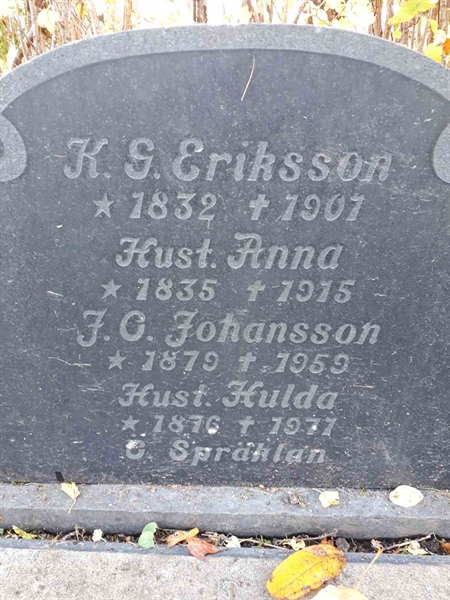 K. G. Eriksson
* 1832 † 1901
Hust. Anna
* 1835 † 1915
J. O. Johansson
* 1879 † 1959
Hust. Hulda
* 1876 † 1971
Ö. Språklan